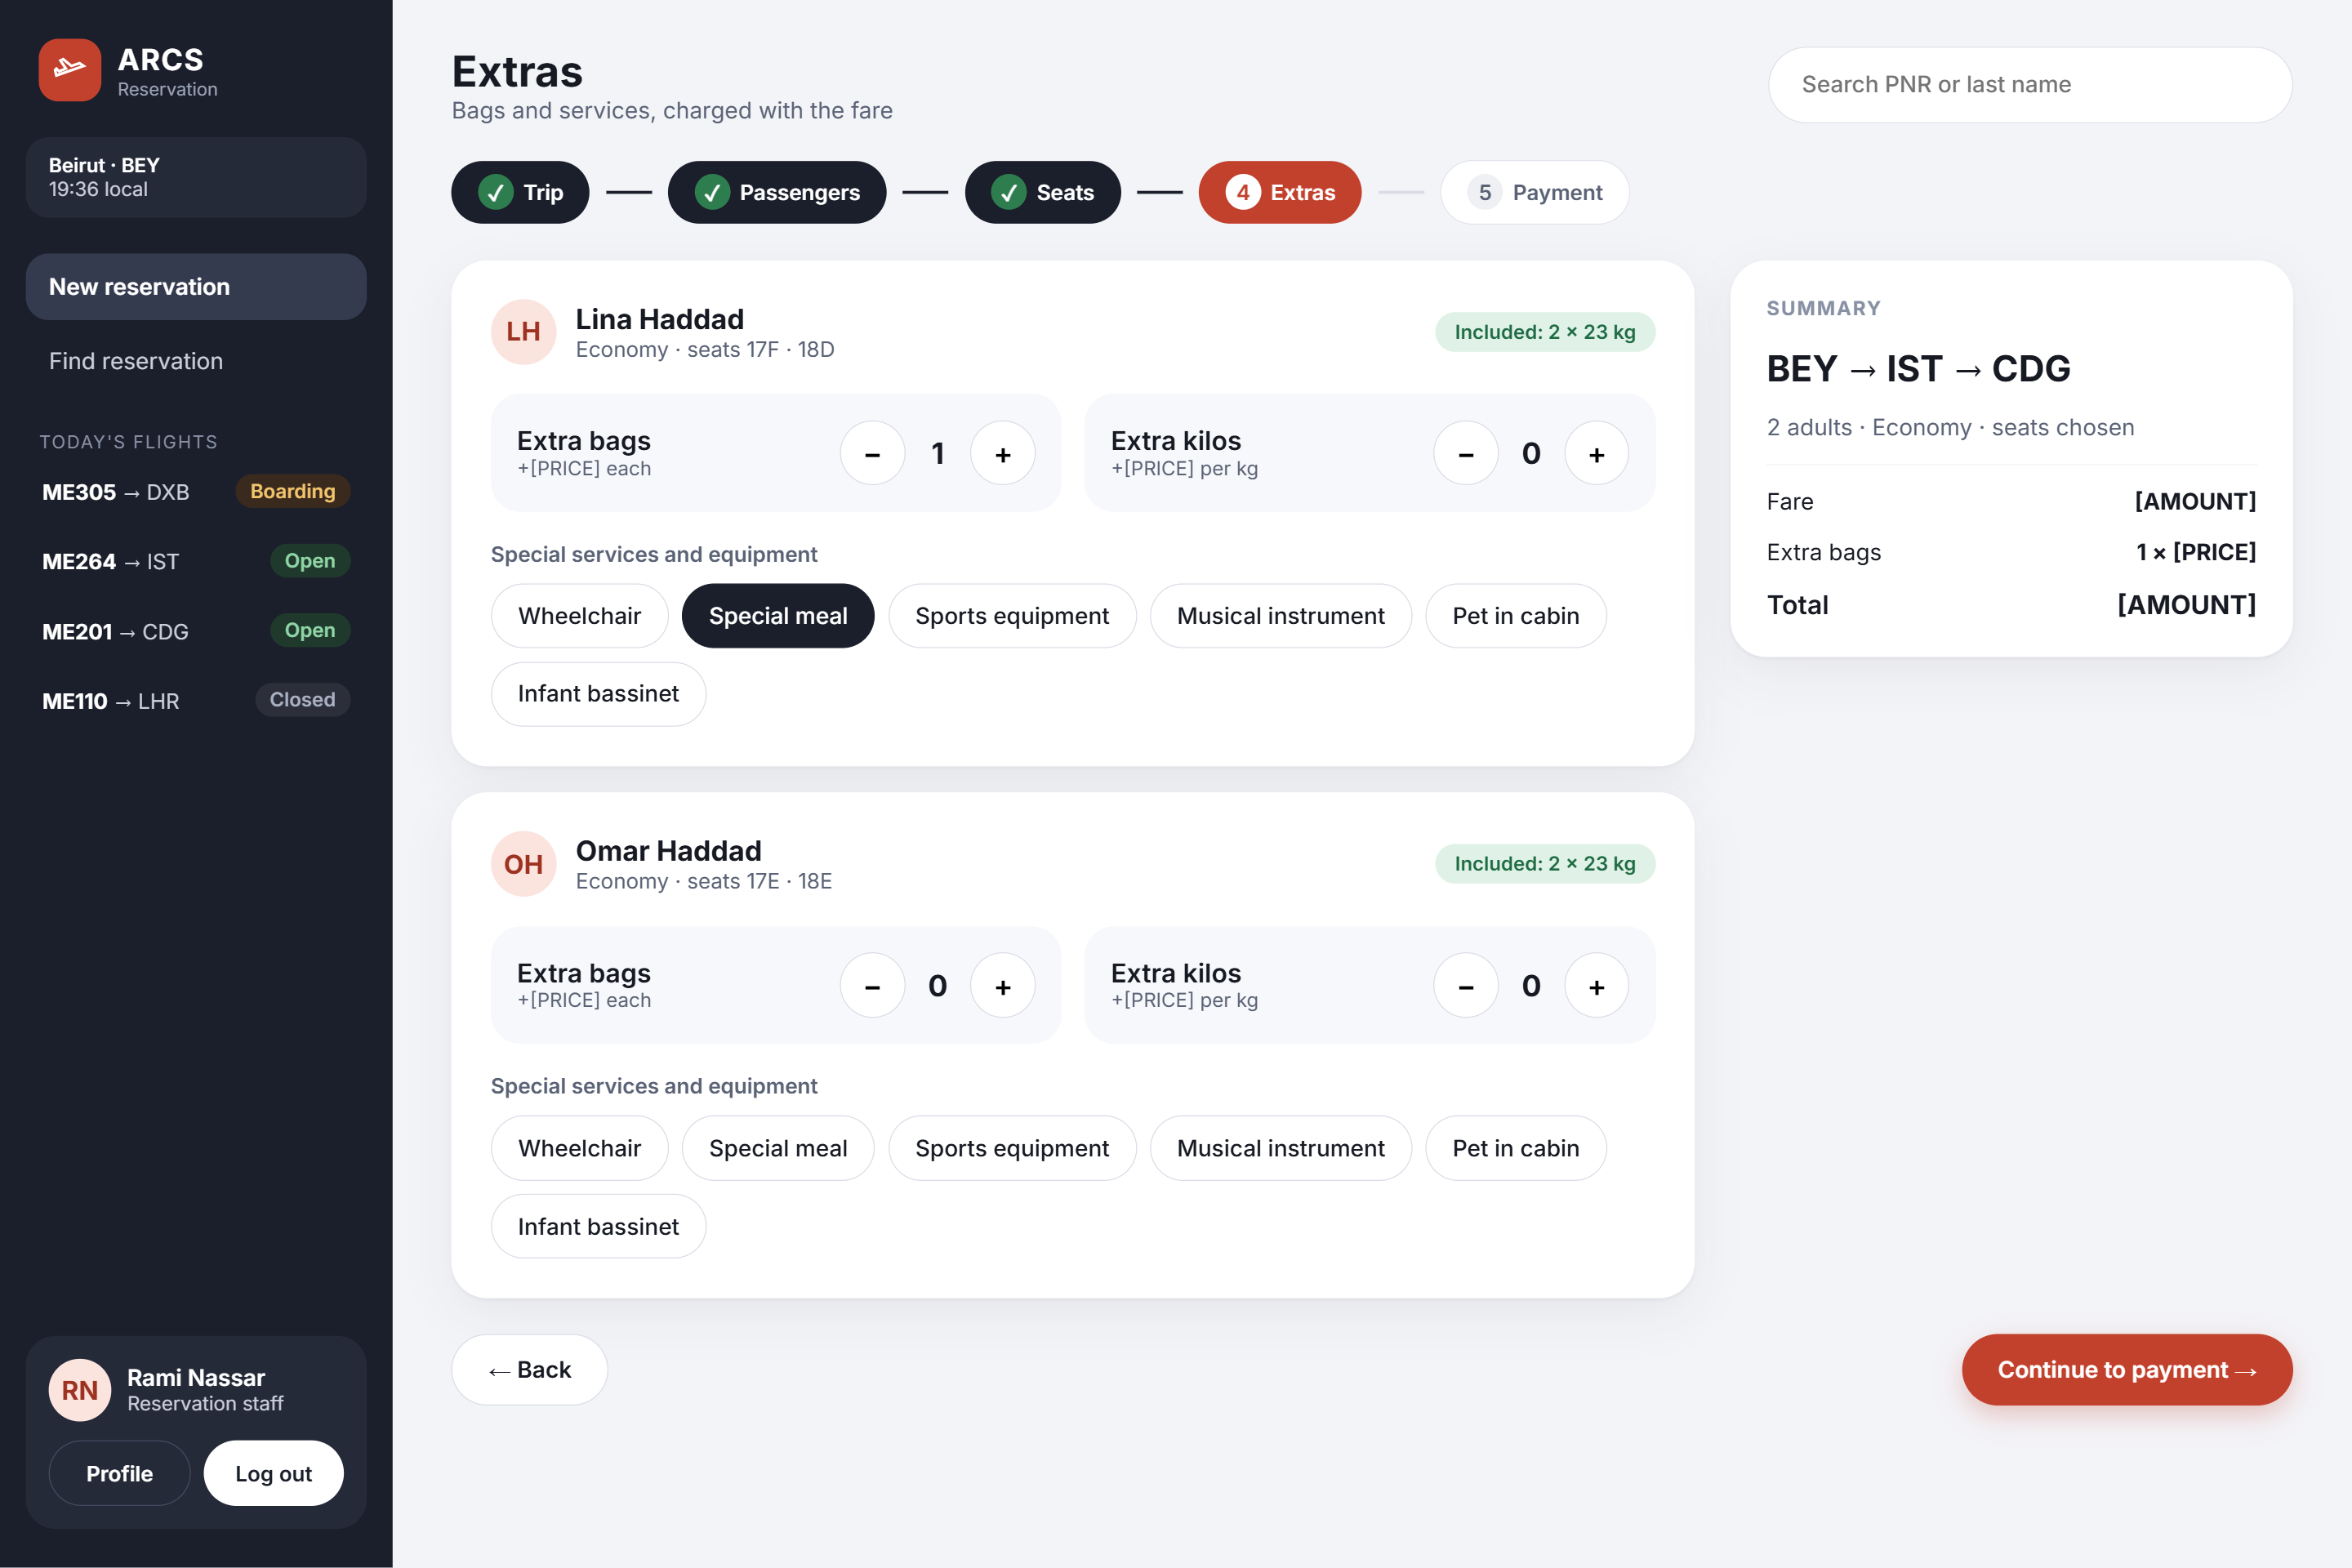 ARCS
Reservation
Beirut · BEY
19:36 local
New reservation
Find reservation
TODAY'S FLIGHTS
ME305 → DXB Boarding
ME264 → IST Open
ME201 → CDG Open
ME110 → LHR Closed
RN Rami Nassar
Reservation staff
Profile Log out
Extras
Bags and services, charged with the fare
Search PNR or last name
✓ Trip ✓ Passengers ✓ Seats 4 Extras 5 Payment
LH Lina Haddad
Economy · seats 17F · 18D
Included: 2 × 23 kg
Extra bags
+[PRICE] each
− 1 +
Extra kilos
+[PRICE] per kg
− 0 +
Special services and equipment
Wheelchair Special meal Sports equipment Musical instrument Pet in cabin
Infant bassinet
OH Omar Haddad
Economy · seats 17E · 18E
Included: 2 × 23 kg
Extra bags
+[PRICE] each
− 0 +
Extra kilos
+[PRICE] per kg
− 0 +
Special services and equipment
Wheelchair Special meal Sports equipment Musical instrument Pet in cabin
Infant bassinet
SUMMARY
BEY → IST → CDG
2 adults · Economy · seats chosen
Fare [AMOUNT]
Extra bags 1 × [PRICE]
Total [AMOUNT]
← Back
Continue to payment →